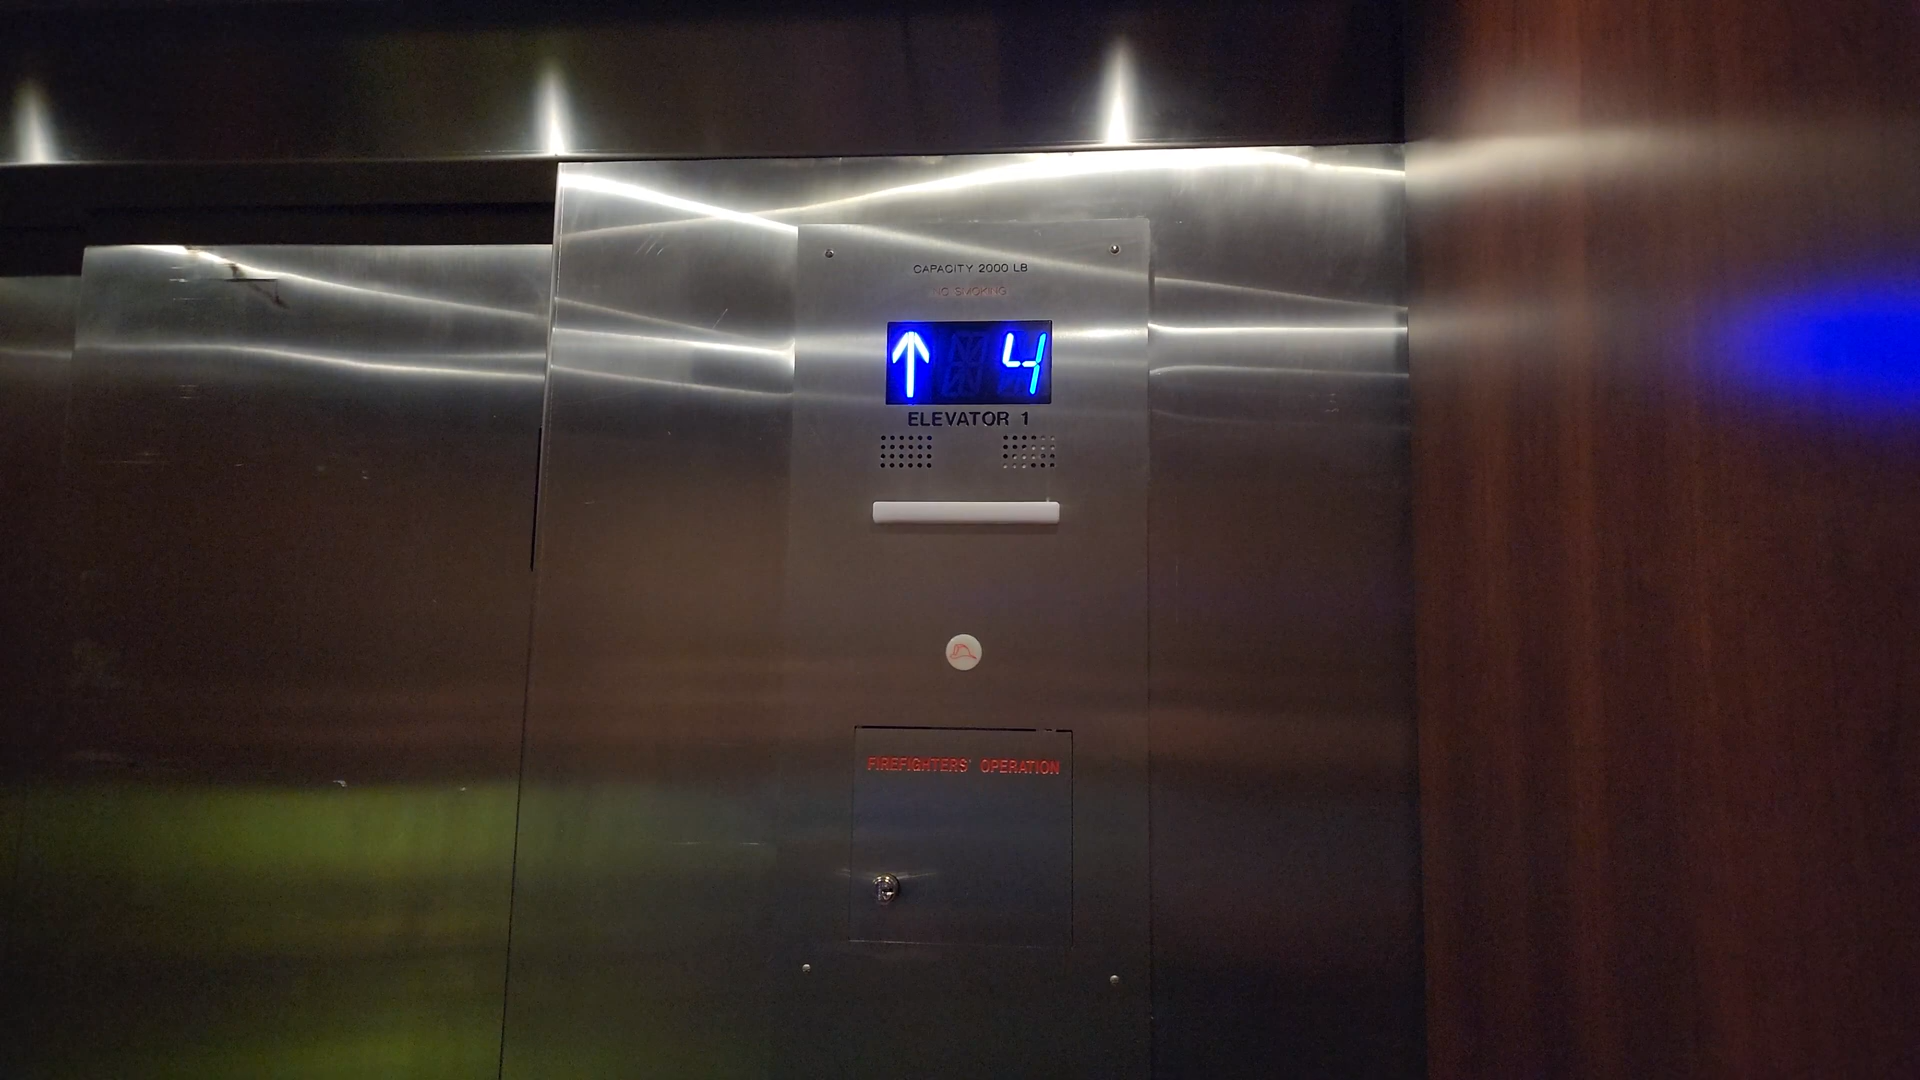 CAPACITY 2000 LB
NO SMOKING
↑ 4
ELEVATOR 1
FIREFIGHTERS' OPERATION